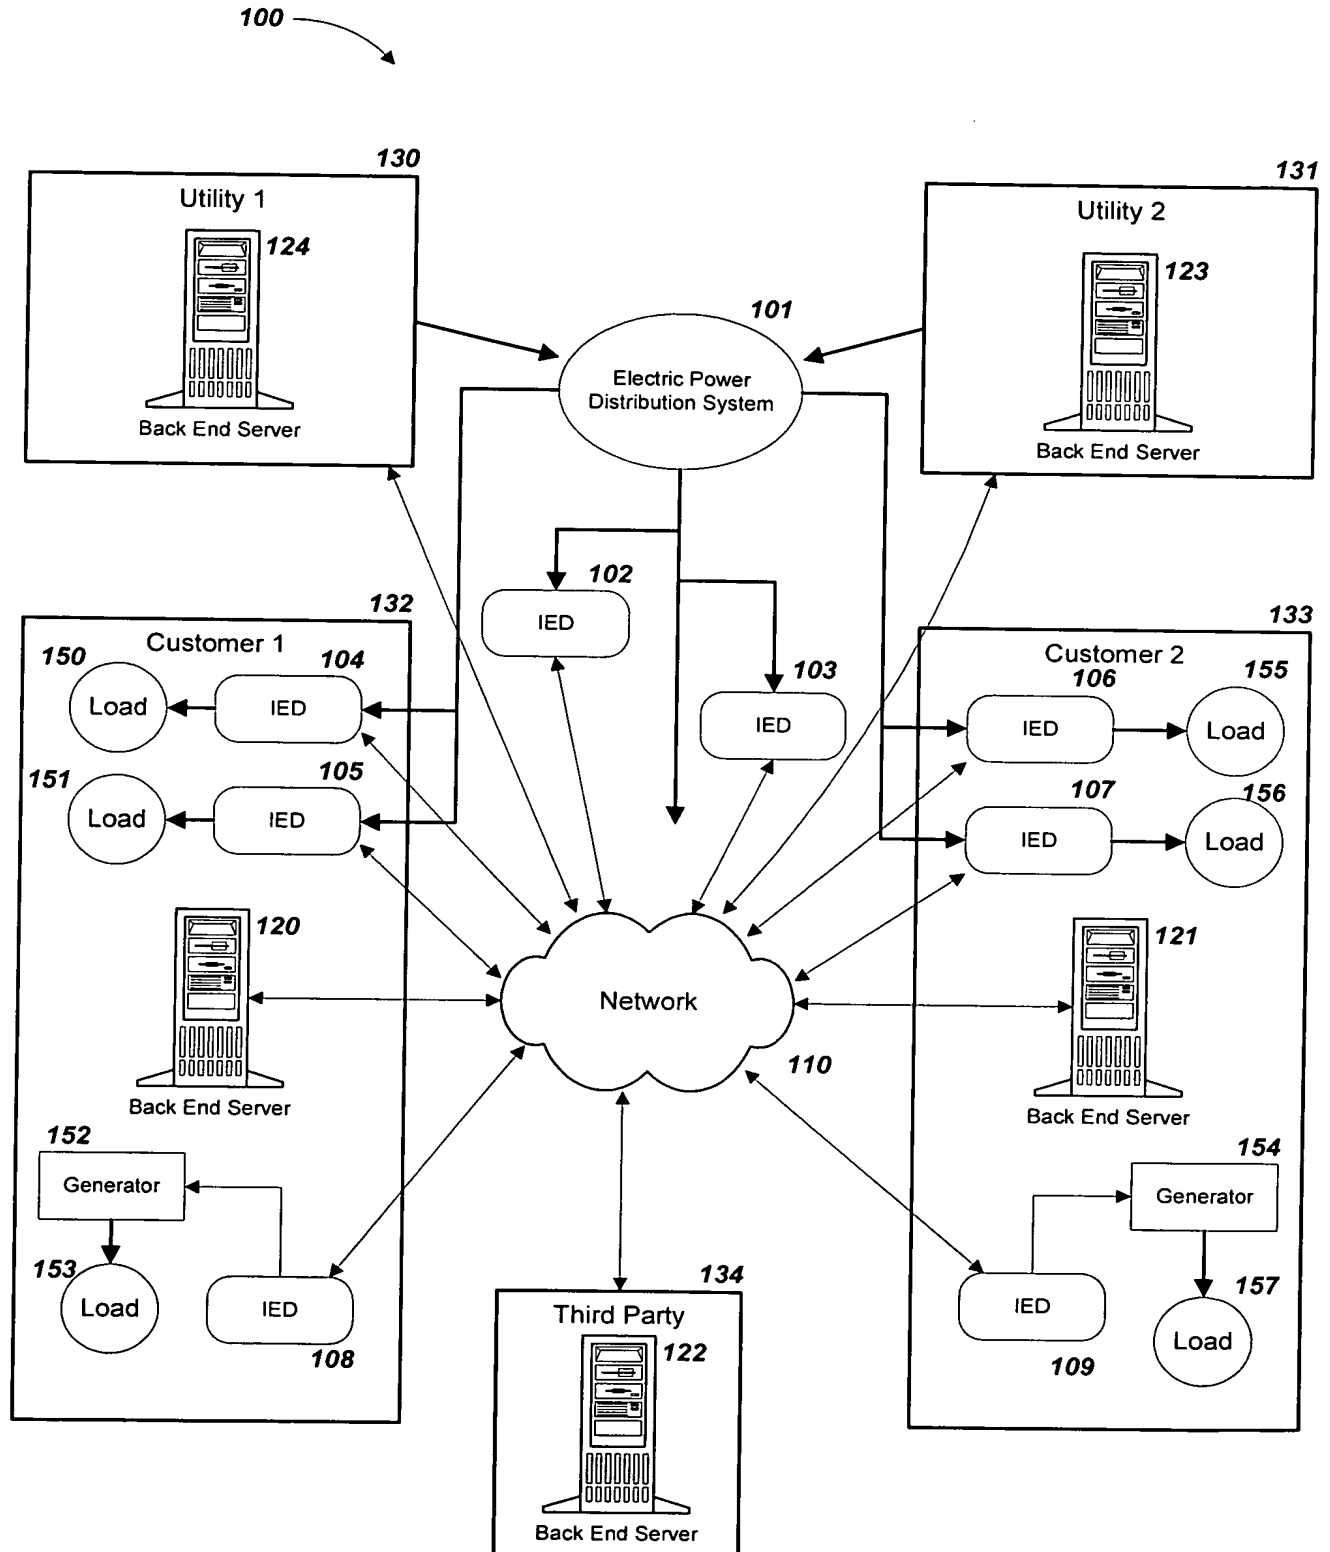 100
130
Utility 1
124
Back End Server
131
Utility 2
123
Back End Server
101
Electric Power
Distribution System
102
IED
103
IED
132
Customer 1
150
Load
104
IED
151
Load
105
IED
120
Back End Server
152
Generator
153
Load
IED
108
133
Customer 2
106
IED
155
Load
107
IED
156
Load
121
Back End Server
154
Generator
IED
109
157
Load
Network
110
134
Third Party
122
Back End Server